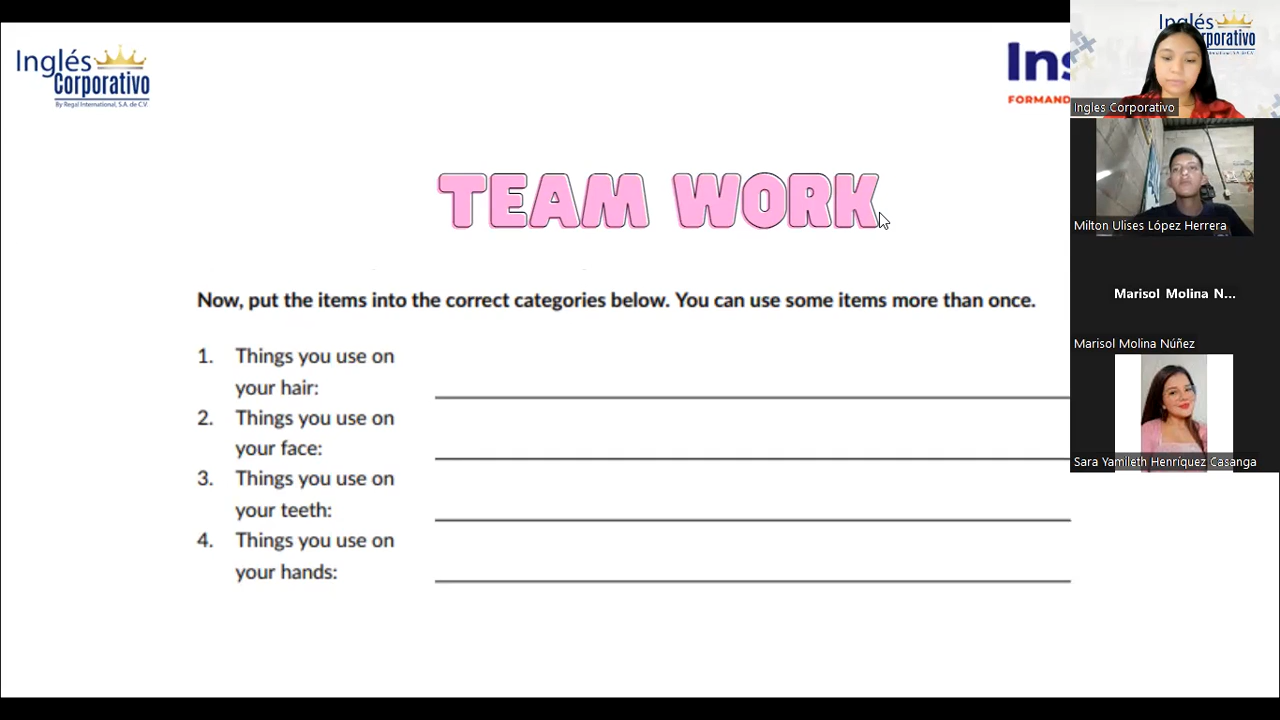 Inglés
Corporativo
By Regal International, S.A. de C.V.
Ins
FORMAND
TEAM WORK
Now, put the items into the correct categories below. You can use some items more than once.
1. Things you use on
your hair:
2. Things you use on
your face:
3. Things you use on
your teeth:
4. Things you use on
your hands:
Inglés
Corporativo
Ingles Corporativo
Milton Ulises López Herrera
Marisol Molina N...
Marisol Molina Núñez
Sara Yamileth Henríquez Casanga